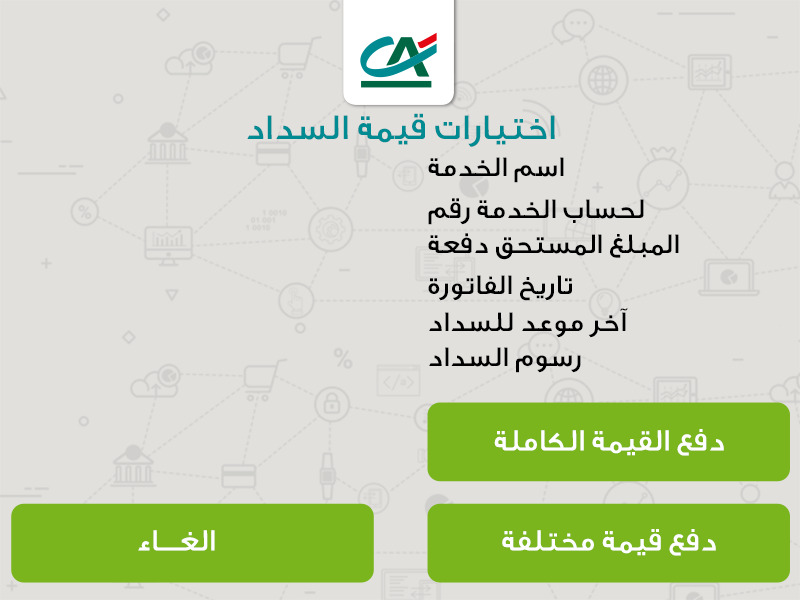 CA
اختيارات قيمة السداد
اسم الخدمة
لحساب الخدمة رقم
المبلغ المستحق دفعة
تاريخ الفاتورة
آخر موعد للسداد
رسوم السداد
دفع القيمة الكاملة
دفع قيمة مختلفة
الغـــاء